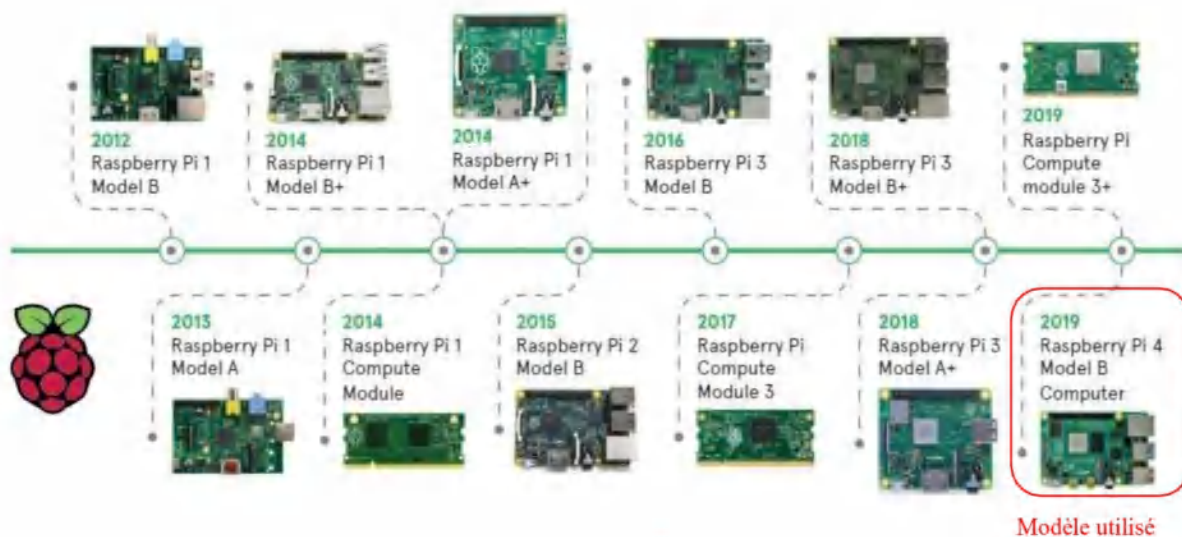 2012
Raspberry Pi 1
Model B
2014
Raspberry Pi 1
Model B+
2014
Raspberry Pi 1
Model A+
2016
Raspberry Pi 3
Model B
2018
Raspberry Pi 3
Model B+
2019
Raspberry Pi
Compute
module 3+
2013
Raspberry Pi 1
Model A
2014
Raspberry Pi 1
Compute
Module
2015
Raspberry Pi 2
Model B
2017
Raspberry Pi
Compute
Module 3
2018
Raspberry Pi 3
Model A+
2019
Raspberry Pi 4
Model B
Computer
Modèle utilisé